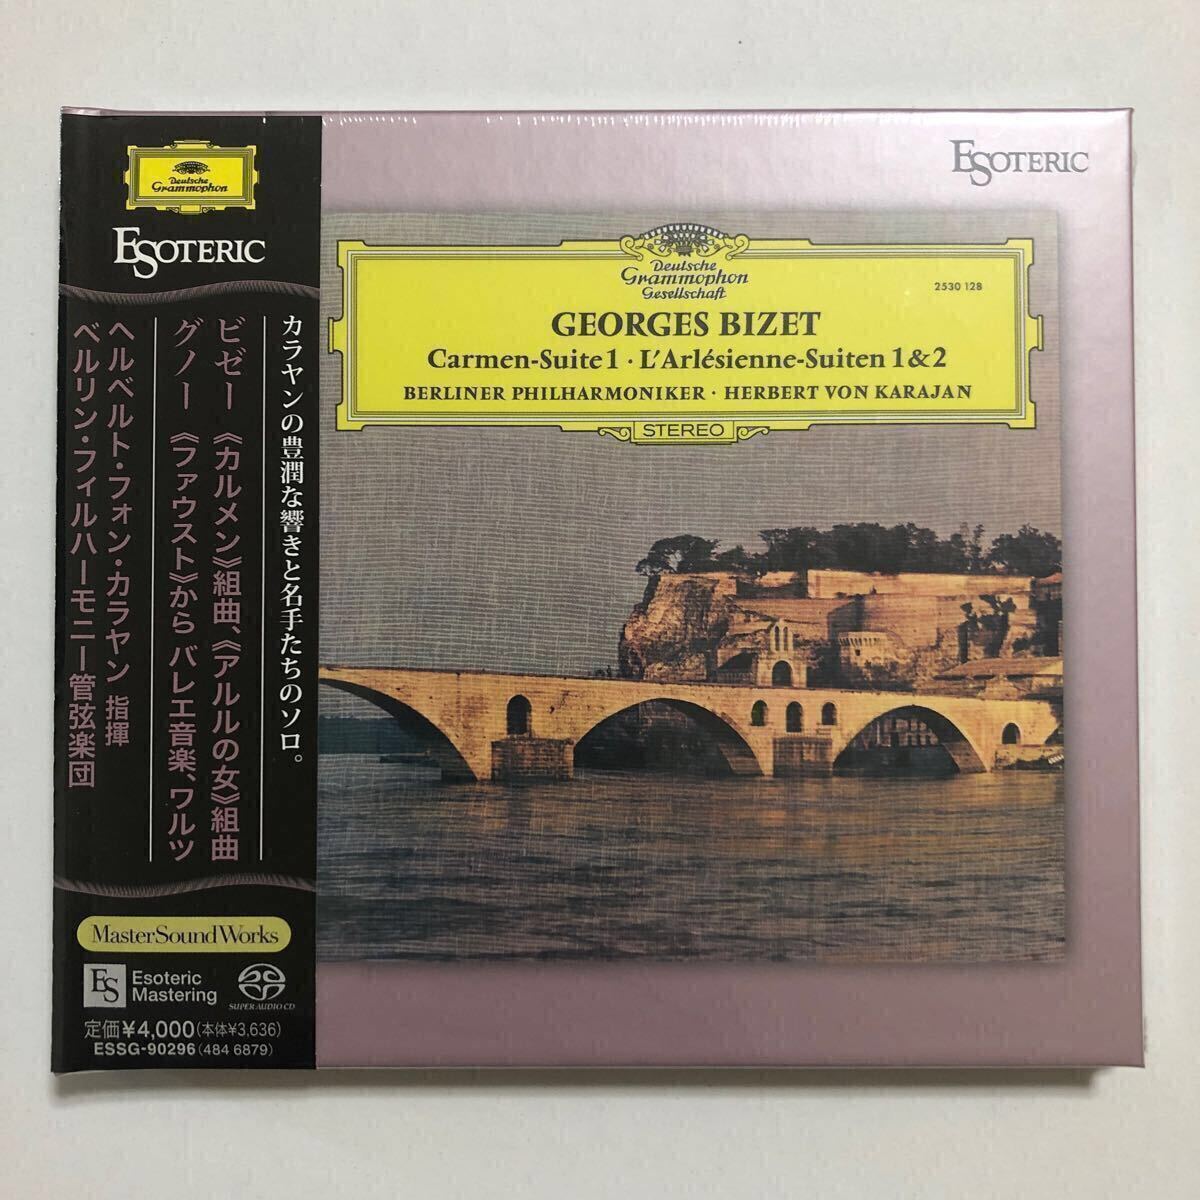 Deutsche
Grammophon
ESOTERIC
カラヤンの豊潤な響きと名手たちのソロ。
ビゼー 《カルメン》組曲、《アルルの女》組曲
グノー 《ファウスト》から バレエ音楽、ワルツ
ヘルベルト・フォン・カラヤン 指揮
ベルリン・フィルハーモニー管弦楽団
MasterSoundWorks
ES Esoteric
Mastering
SUPER AUDIO CD
定価¥4,000(本体¥3,636)
ESSG-90296(484 6879)
ESOTERIC
Deutsche
Grammophon
Gesellschaft
2530 128
GEORGES BIZET
Carmen-Suite 1 · L'Arlésienne-Suiten 1 & 2
BERLINER PHILHARMONIKER · HERBERT VON KARAJAN
STEREO